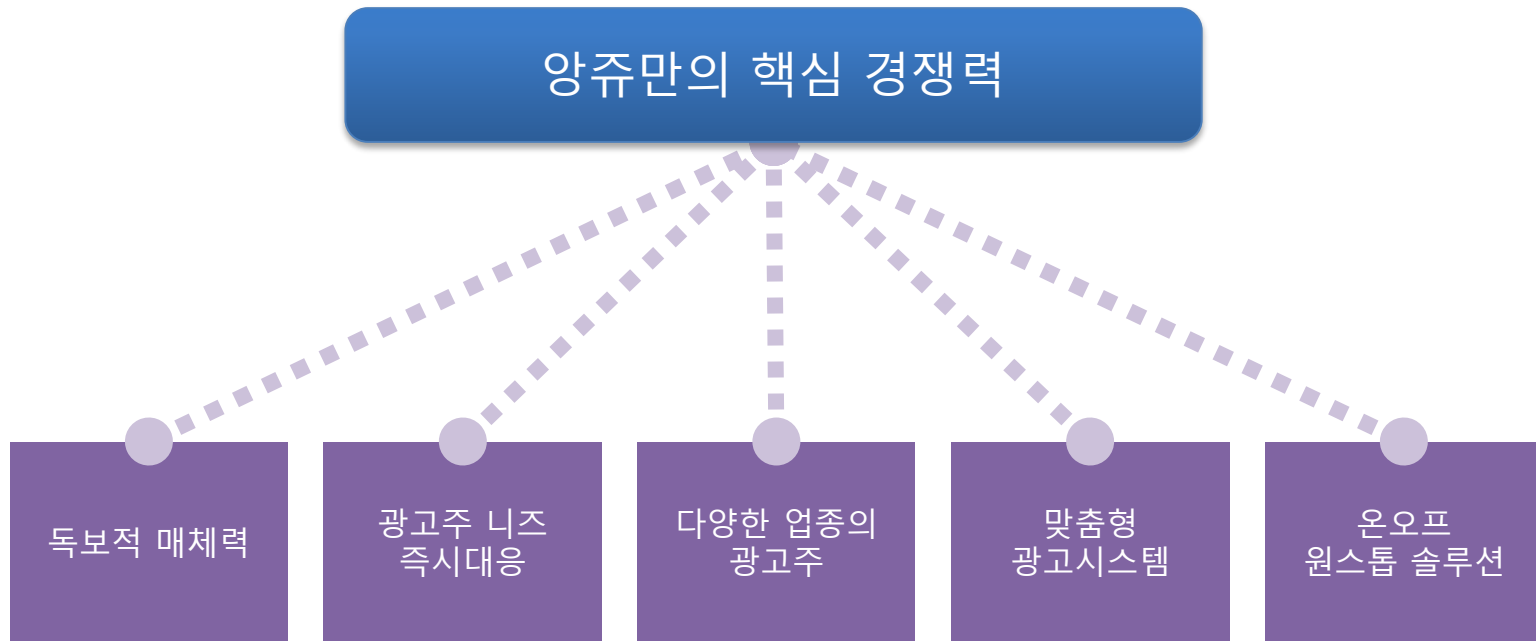 앙쥬만의 핵심 경쟁력
독보적 매체력
광고주 니즈
즉시대응
다양한 업종의
광고주
맞춤형
광고시스템
온오프
원스톱 솔루션